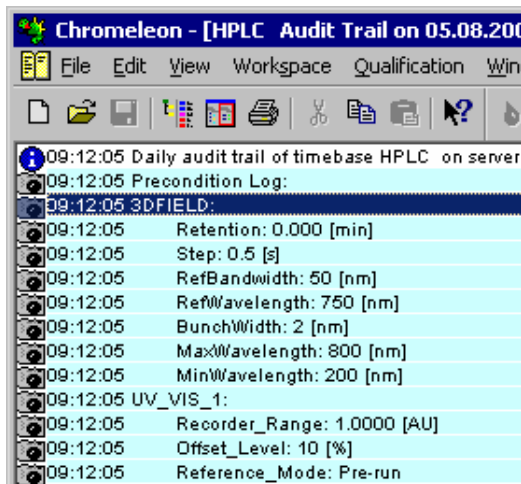 Chromeleon - [HPLC Audit Trail on 05.08.200
File Edit View Workspace Qualification Win
09:12:05 Daily audit trail of timebase HPLC on server
09:12:05 Precondition Log:
09:12:05 3DFIELD:
09:12:05 Retention: 0.000 [min]
09:12:05 Step: 0.5 [s]
09:12:05 RefBandwidth: 50 [nm]
09:12:05 RefWavelength: 750 [nm]
09:12:05 BunchWidth: 2 [nm]
09:12:05 MaxWavelength: 800 [nm]
09:12:05 MinWavelength: 200 [nm]
09:12:05 UV_VIS_1:
09:12:05 Recorder_Range: 1.0000 [AU]
09:12:05 Offset_Level: 10 [%]
09:12:05 Reference_Mode: Pre-run